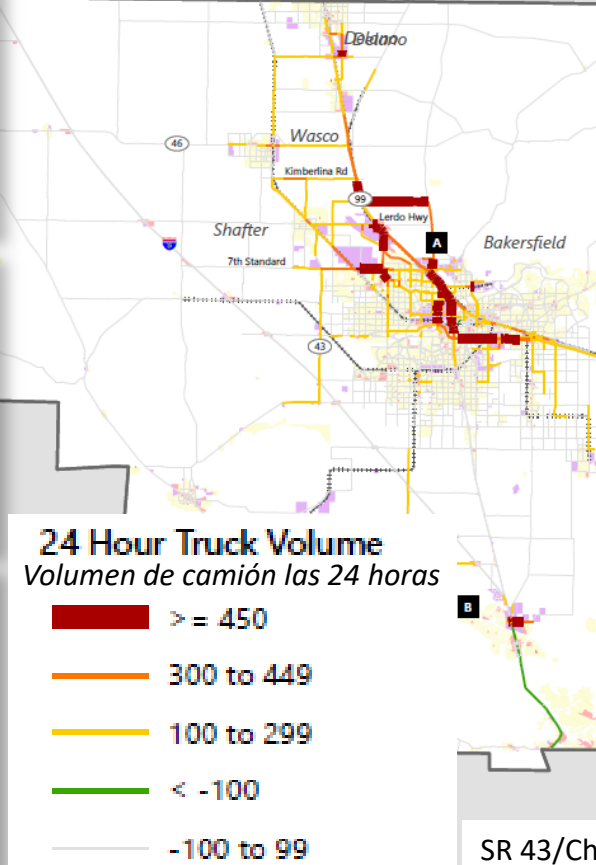 Delano
Wasco
46
Kimberlina Rd
99
Lerdo Hwy
Shafter
A
Bakersfield
7th Standard
43
24 Hour Truck Volume
Volumen de camión las 24 horas
B
> = 450
300 to 449
100 to 299
< -100
-100 to 99
SR 43/Ch